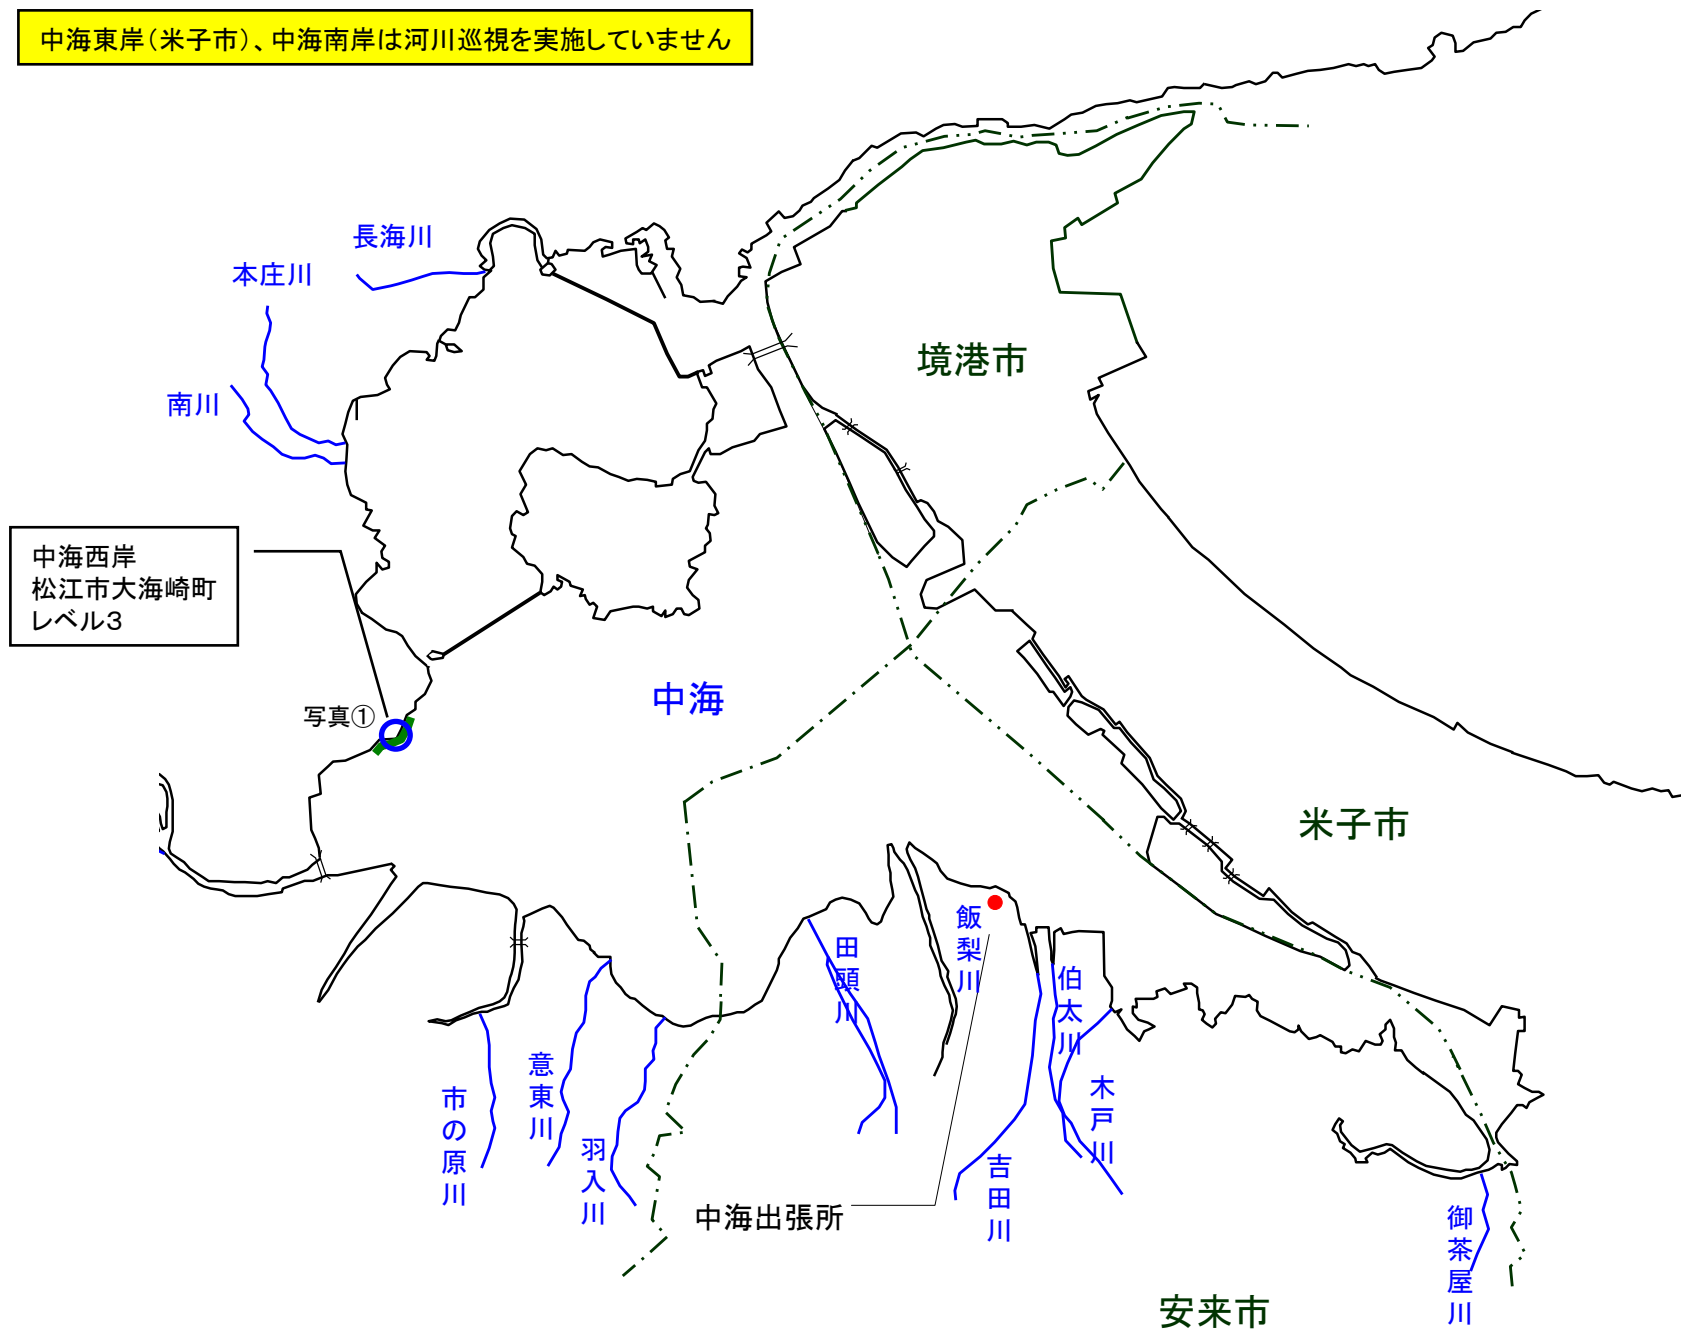 中海東岸（米子市）、中海南岸は河川巡視を実施していません
長海川
本庄川
境港市
南川
中海西岸
松江市大海崎町
レベル３
中海
写真①
米子市
飯梨川
田頭川
伯太川
意東川
木戸川
市の原川
羽入川
吉田川
中海出張所
御茶屋川
安来市